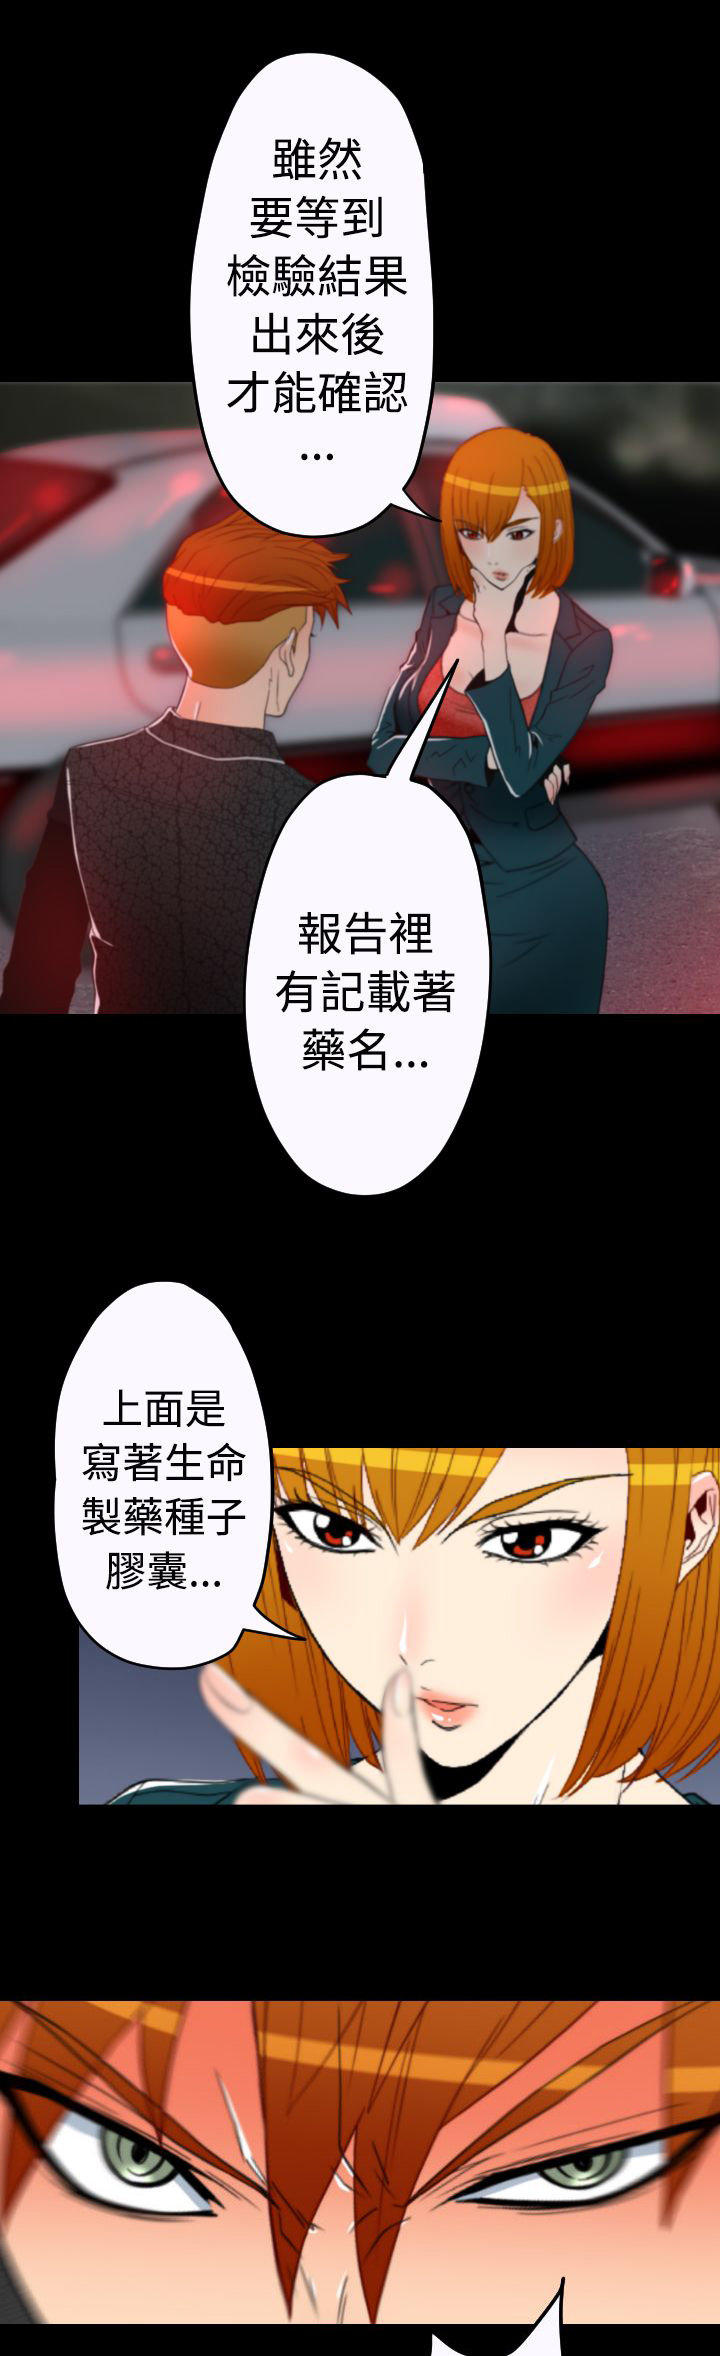 雖然
要等到
檢驗結果
出來後
才能確認
...
報告裡
有記載著
藥名...
上面是
寫著生命
製藥種子
膠囊...